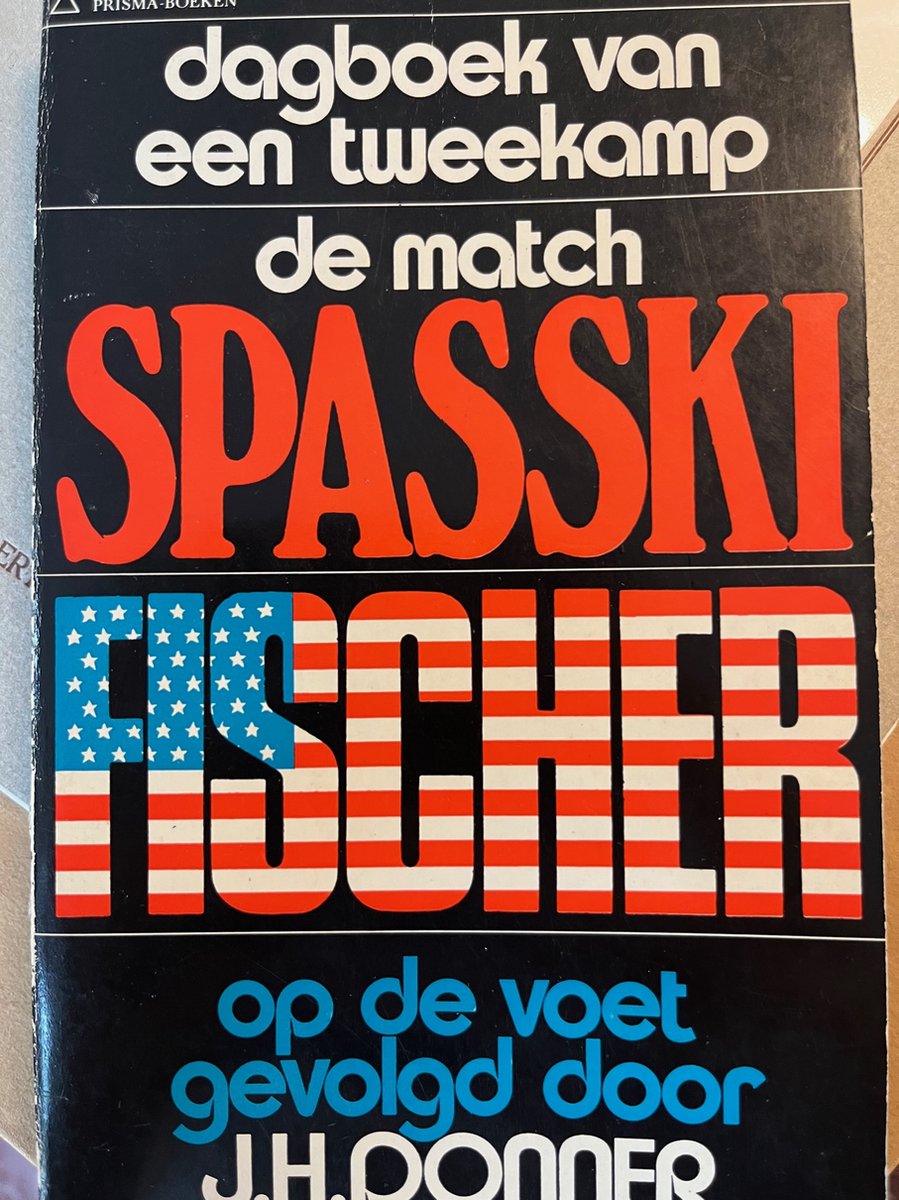 PRISMA-BOEKEN
dagboek van
een tweekamp
de match
SPASSKI
FISCHER
op de voet
gevolgd door
J.H. DONNER